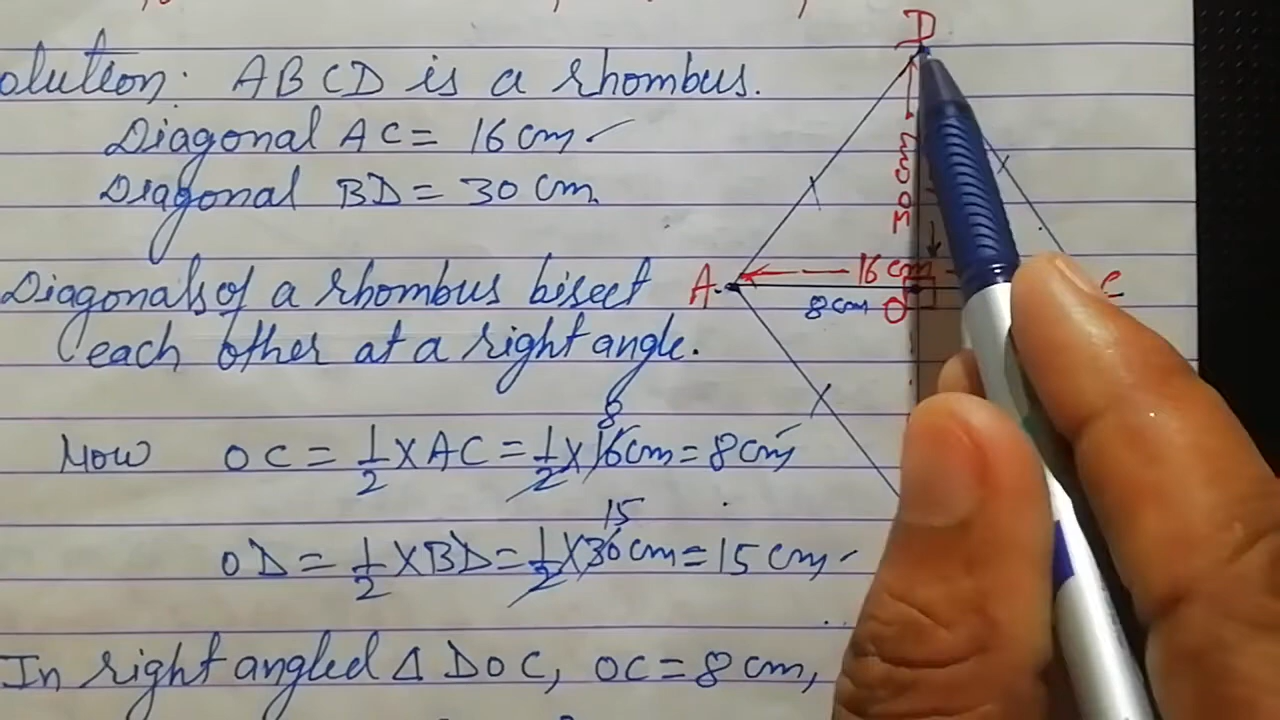 olution: ABCD is a rhombus.
Diagonal AC = 16 cm
Diagonal BD = 30 cm
Diagonals of a rhombus bisect
each other at a right angle.
Now OC = 1/2 × AC = 1/2 × 16 cm = 8 cm
8
OD = 1/2 × BD = 1/2 × 30 cm = 15 cm
15
In right angled Δ DOC, OC = 8 cm,
D
30 cm
A
16 cm
C
8 cm
O